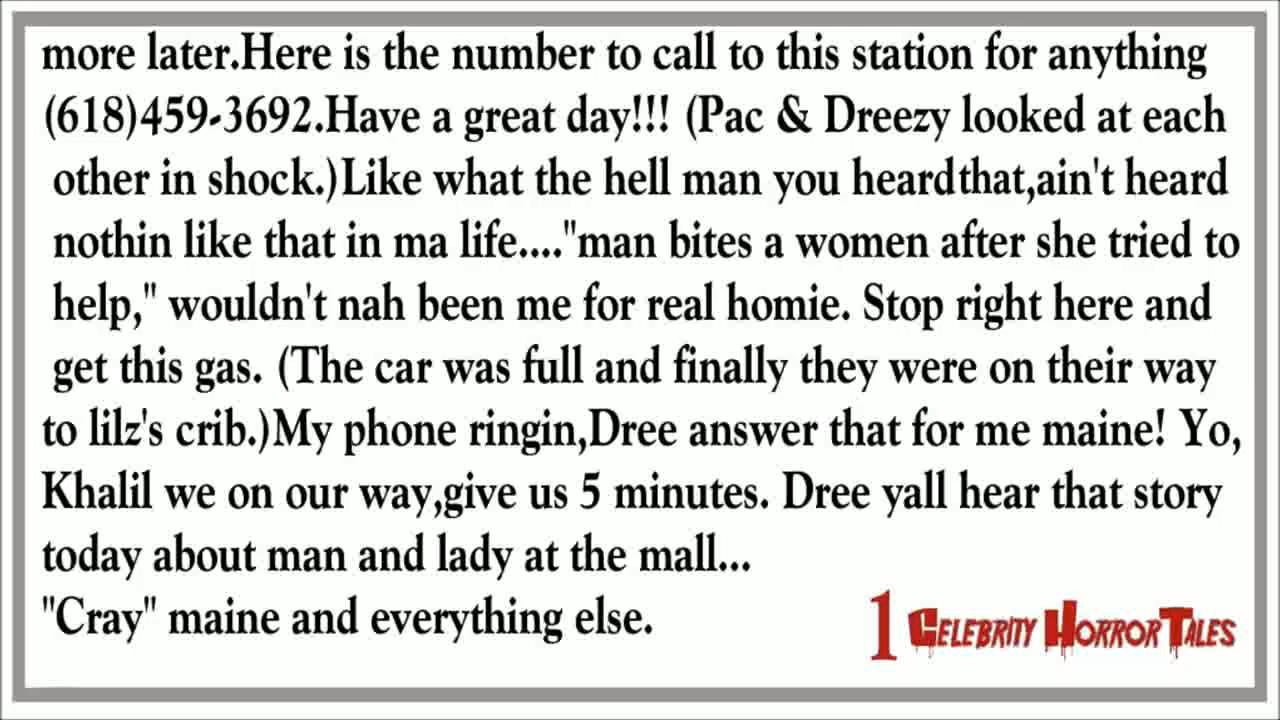 more later.Here is the number to call to this station for anything
(618)459-3692.Have a great day!!! (Pac & Dreezy looked at each
other in shock.)Like what the hell man you heard that,ain't heard
nothin like that in ma life...."man bites a women after she tried to
help," wouldn't nah been me for real homie. Stop right here and
get this gas. (The car was full and finally they were on their way
to lilz's crib.)My phone ringin,Dree answer that for me maine! Yo,
Khalil we on our way,give us 5 minutes. Dree yall hear that story
today about man and lady at the mall...
"Cray" maine and everything else.
1 Celebrity Horror Tales